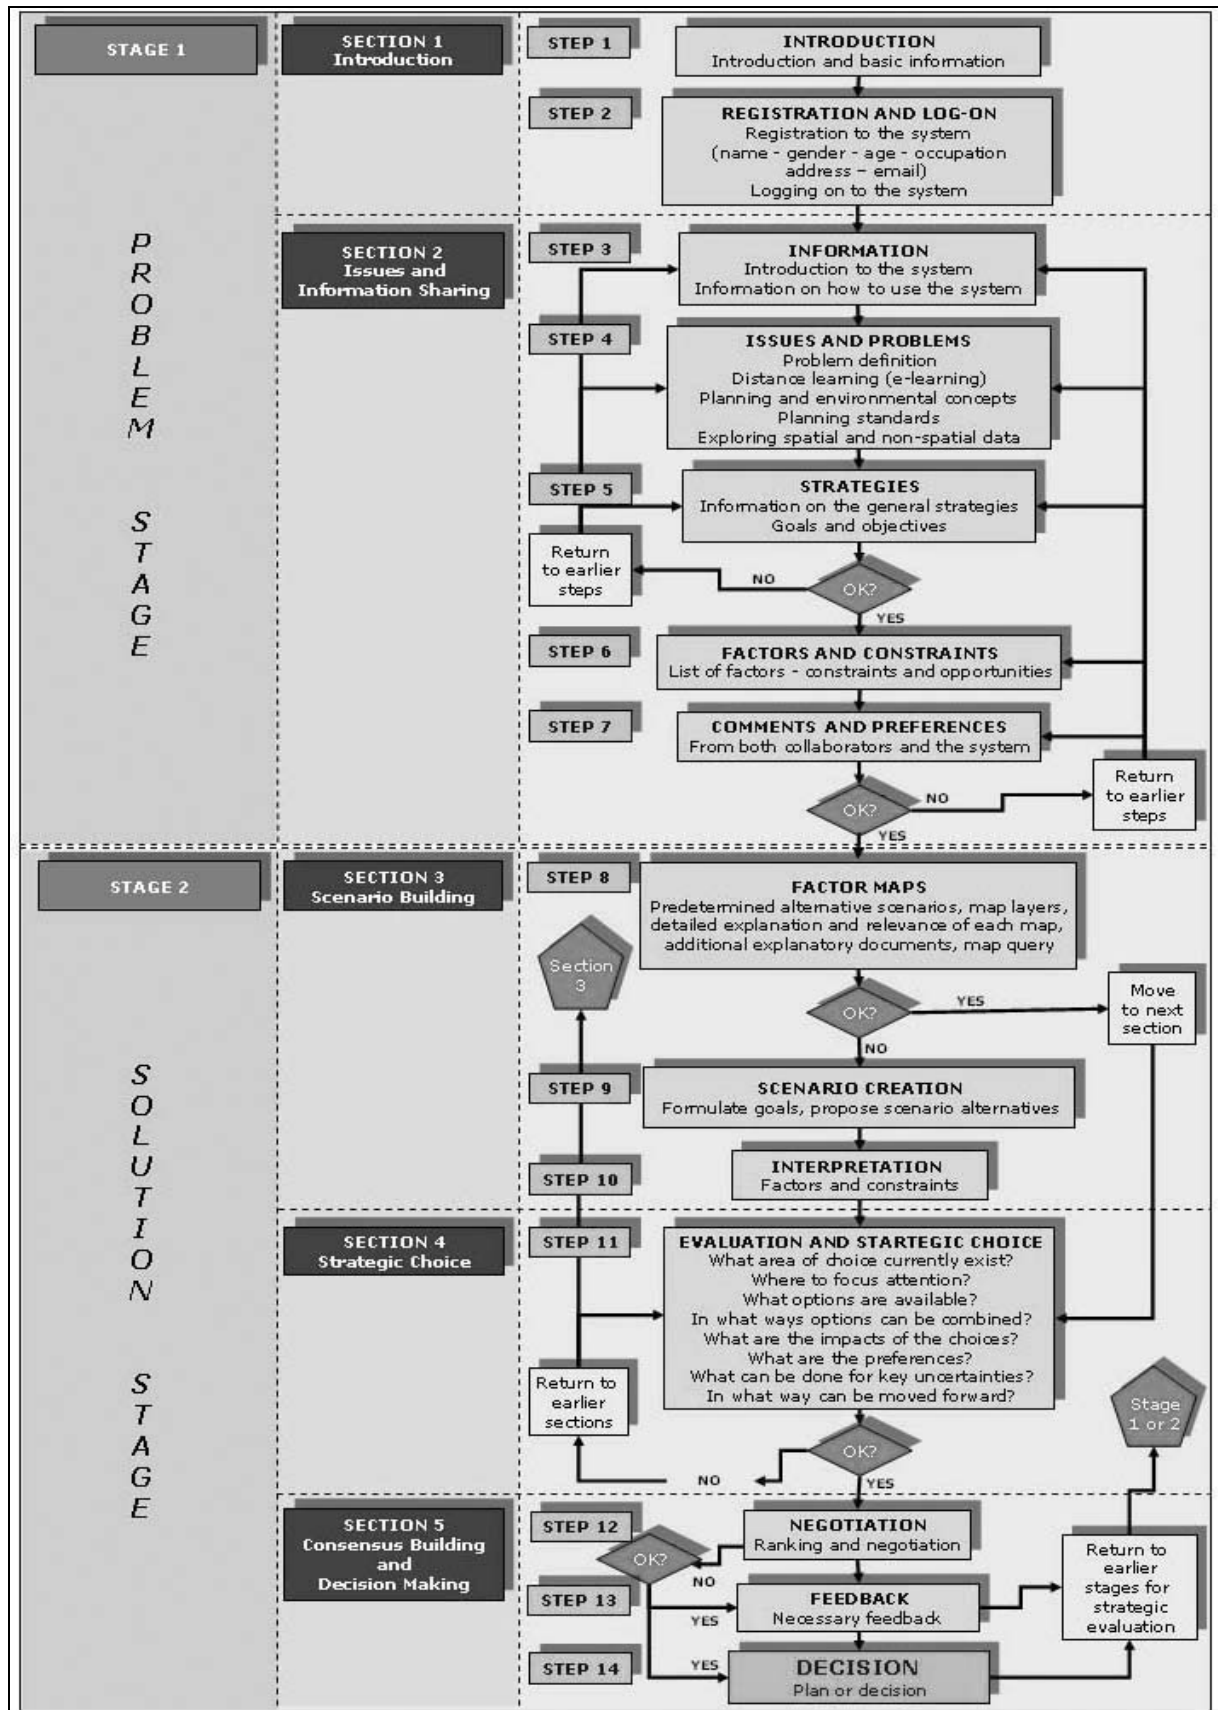 STAGE 1
PROBLEM STAGE
SECTION 1
Introduction
STEP 1
INTRODUCTION
Introduction and basic information
STEP 2
REGISTRATION AND LOG-ON
Registration to the system
(name - gender - age - occupation
address - email)
Logging on to the system
SECTION 2
Issues and
Information Sharing
STEP 3
INFORMATION
Introduction to the system
Information on how to use the system
STEP 4
ISSUES AND PROBLEMS
Problem definition
Distance learning (e-learning)
Planning and environmental concepts
Planning standards
Exploring spatial and non-spatial data
STEP 5
STRATEGIES
Information on the general strategies
Goals and objectives
Return
to earlier
steps
NO
OK?
YES
STEP 6
FACTORS AND CONSTRAINTS
List of factors - constraints and opportunities
STEP 7
COMMENTS AND PREFERENCES
From both collaborators and the system
OK?
NO
YES
Return
to earlier
steps
STAGE 2
SOLUTION STAGE
SECTION 3
Scenario Building
STEP 8
FACTOR MAPS
Predetermined alternative scenarios, map layers,
detailed explanation and relevance of each map,
additional explanatory documents, map query
Section
3
OK?
YES
NO
Move
to next
section
STEP 9
SCENARIO CREATION
Formulate goals, propose scenario alternatives
STEP 10
INTERPRETATION
Factors and constraints
SECTION 4
Strategic Choice
STEP 11
EVALUATION AND STARTEGIC CHOICE
What area of choice currently exist?
Where to focus attention?
What options are available?
In what ways options can be combined?
What are the impacts of the choices?
What are the preferences?
What can be done for key uncertainties?
In what way can be moved forward?
Return to
earlier
sections
NO
OK?
YES
Stage
1 or 2
SECTION 5
Consensus Building
and
Decision Making
STEP 12
OK?
NO
NEGOTIATION
Ranking and negotiation
STEP 13
YES
FEEDBACK
Necessary feedback
Return to
earlier
stages for
strategic
evaluation
STEP 14
YES
DECISION
Plan or decision